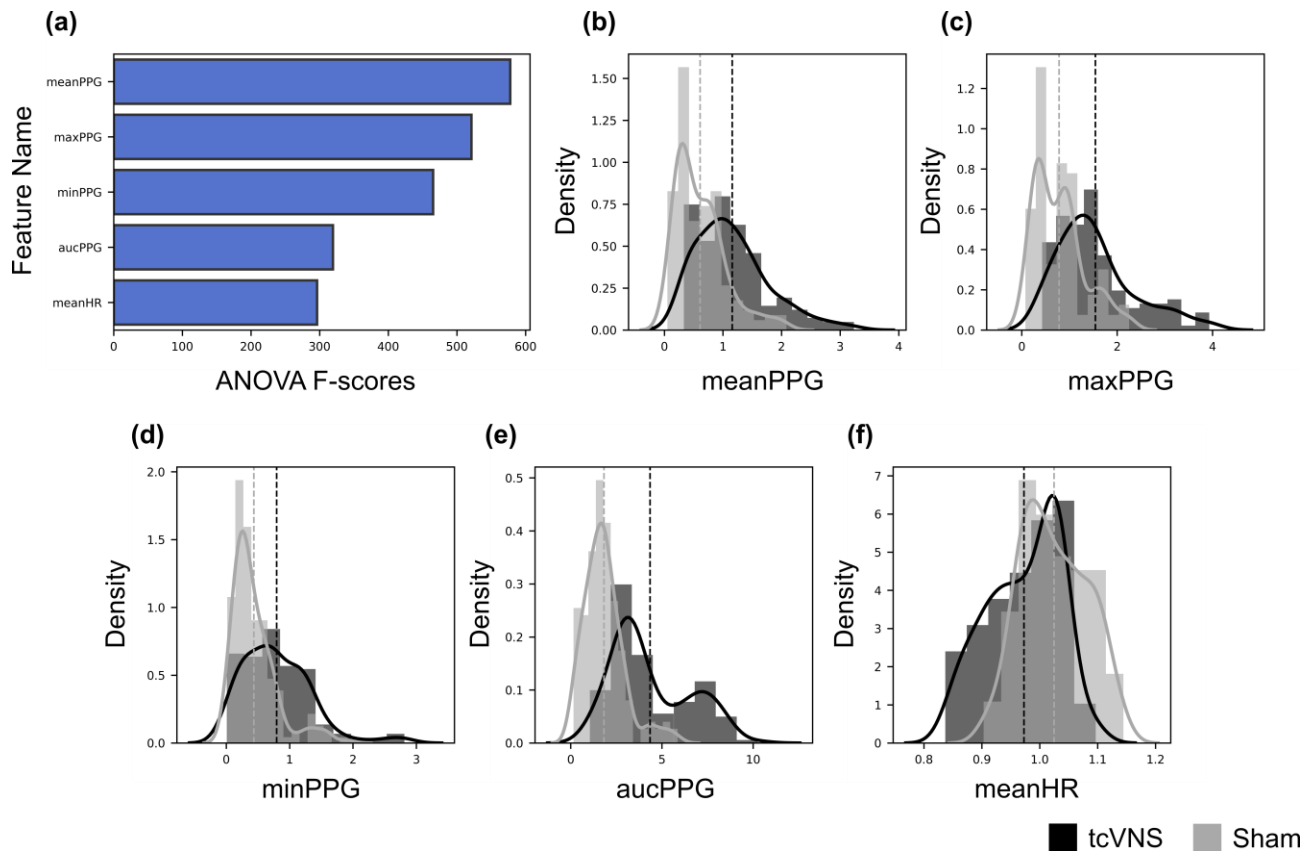 (a)
Feature Name
meanPPG
maxPPG
minPPG
aucPPG
meanHR
0 100 200 300 400 500 600
ANOVA F-scores
(b)
Density
1.50
1.25
1.00
0.75
0.50
0.25
0.00
0 1 2 3 4
meanPPG
(c)
Density
1.2
1.0
0.8
0.6
0.4
0.2
0.0
0 2 4
maxPPG
(d)
Density
2.0
1.5
1.0
0.5
0.0
0 1 2 3
minPPG
(e)
Density
0.5
0.4
0.3
0.2
0.1
0.0
0 5 10
aucPPG
(f)
Density
7
6
5
4
3
2
1
0
0.8 0.9 1.0 1.1 1.2
meanHR
tcVNS Sham